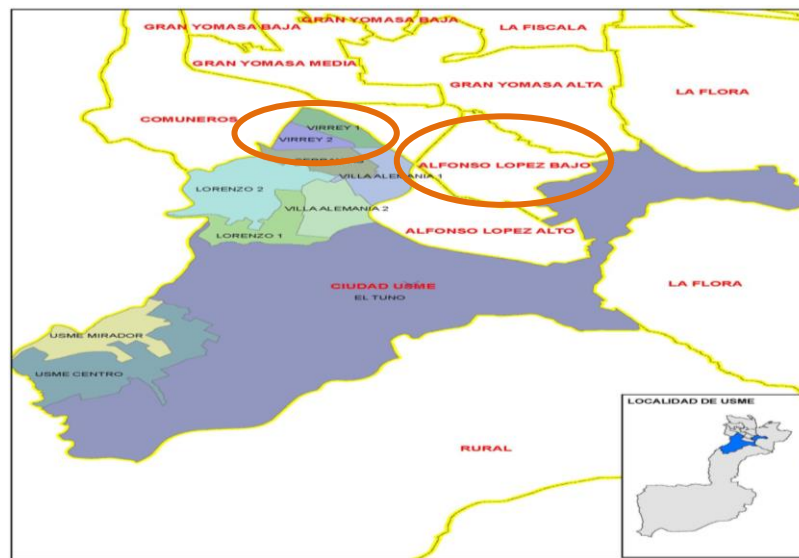 GRAN YOMASA BAJA
GRAN YOMASA BAJA
LA FISCALA
GRAN YOMASA MEDIA
GRAN YOMASA ALTA
LA FLORA
COMUNEROS
VIRREY 1
VIRREY 2
ALFONSO LOPEZ BAJO
VILLA ALEMANIA 1
LORENZO 2
VILLA ALEMANIA 2
ALFONSO LOPEZ ALTO
LORENZO 1
LA FLORA
CIUDAD USME
EL TUNO
USME MIRADOR
USME CENTRO
LOCALIDAD DE USME
RURAL